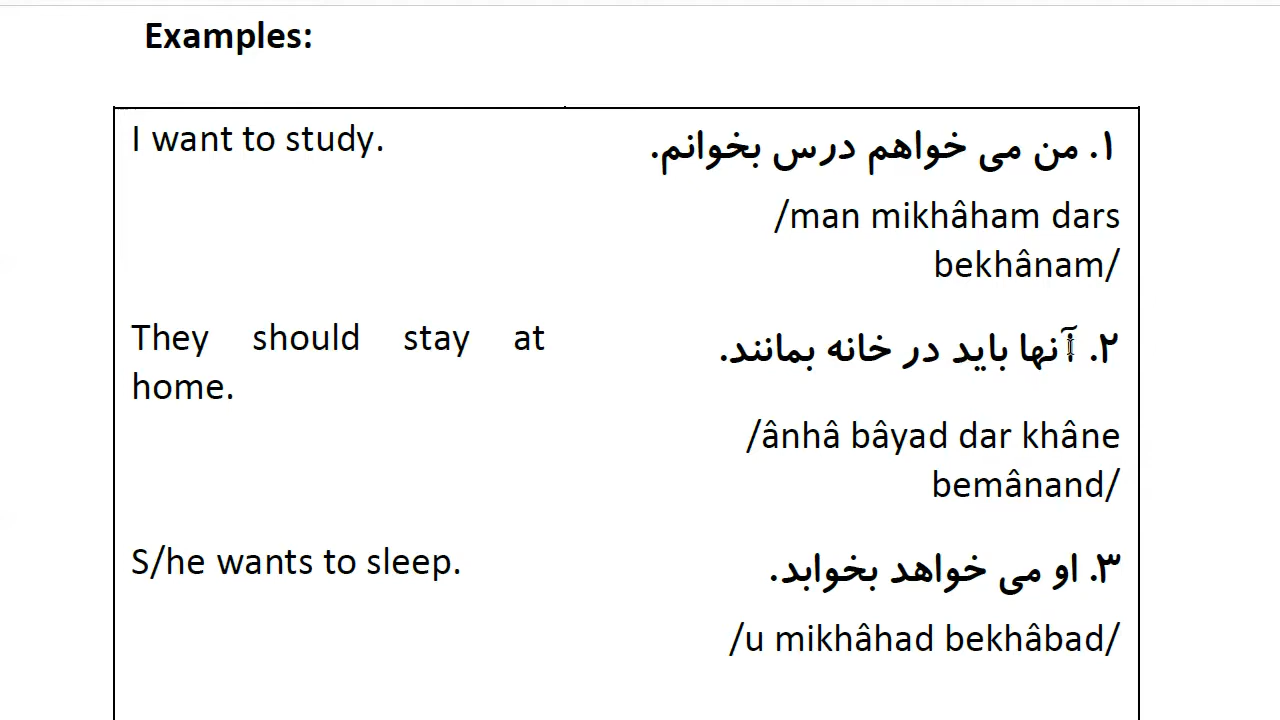 Examples:
I want to study.
۱. من می خواهم درس بخوانم.
/man mikhâham dars
bekhânam/
They should stay at
home.
۲. آنها باید در خانه بمانند.
/ânhâ bâyad dar khâne
bemânand/
S/he wants to sleep.
۳. او می خواهد بخوابد.
/u mikhâhad bekhâbad/